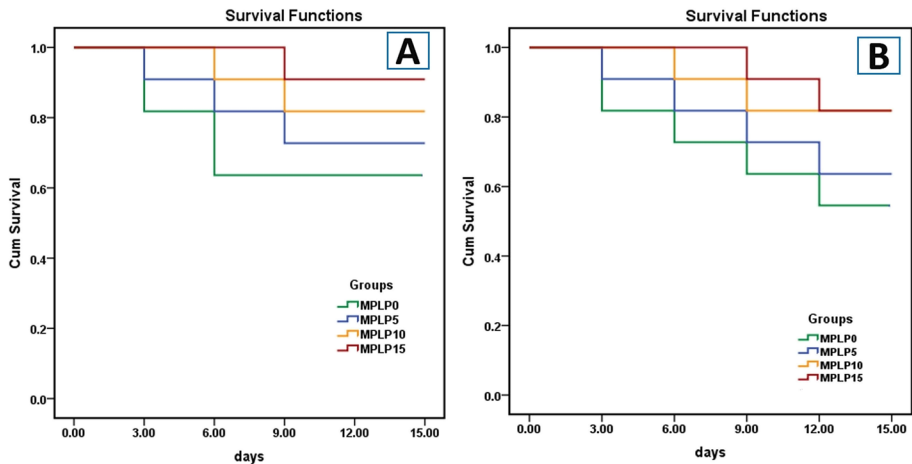 Survival Functions
A
1.0
0.8
0.6
0.4
0.2
0.0
Cum Survival
Groups
MPLP0
MPLP5
MPLP10
MPLP15
0.00 3.00 6.00 9.00 12.00 15.00
days
Survival Functions
B
1.0
0.8
0.6
0.4
0.2
0.0
Cum Survival
Groups
MPLP0
MPLP5
MPLP10
MPLP15
0.00 3.00 6.00 9.00 12.00 15.00
days